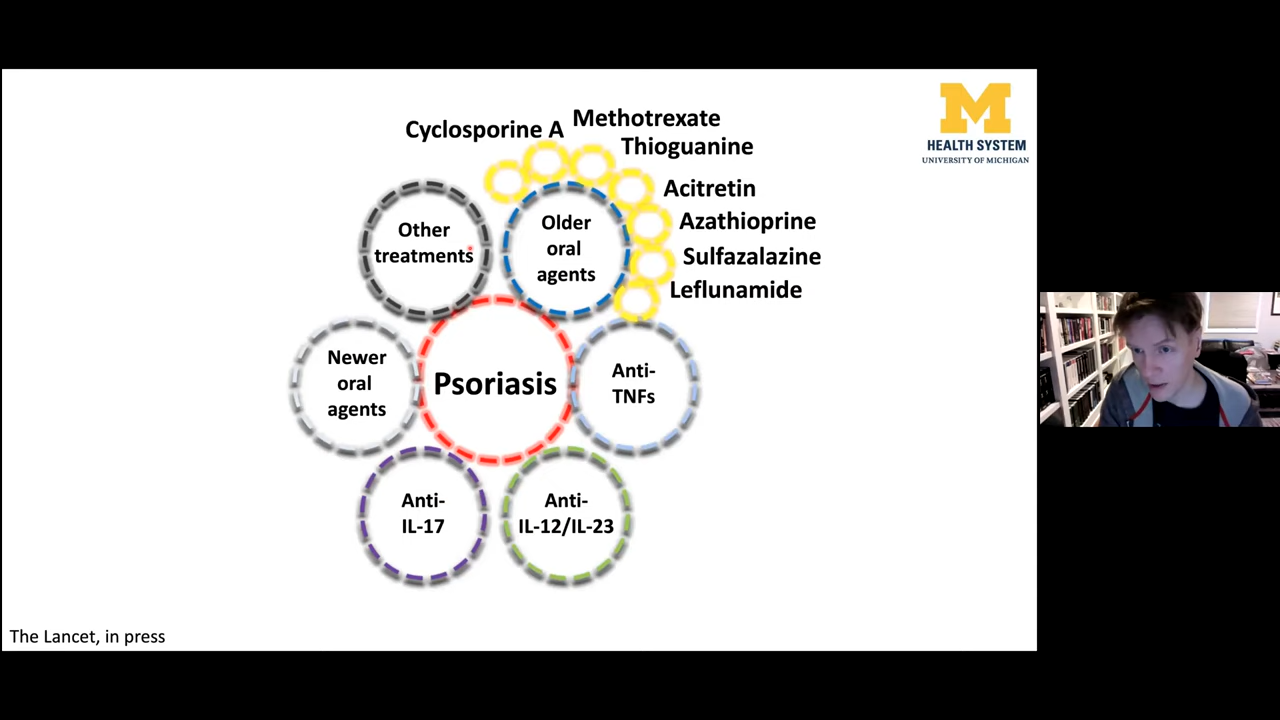 Cyclosporine A
Methotrexate
Thioguanine
Acitretin
Azathioprine
Sulfazalazine
Leflunamide
Other
treatments
Older
oral
agents
Newer
oral
agents
Psoriasis
Anti-
TNFs
Anti-
IL-17
Anti-
IL-12/IL-23
M
HEALTH SYSTEM
UNIVERSITY OF MICHIGAN
The Lancet, in press